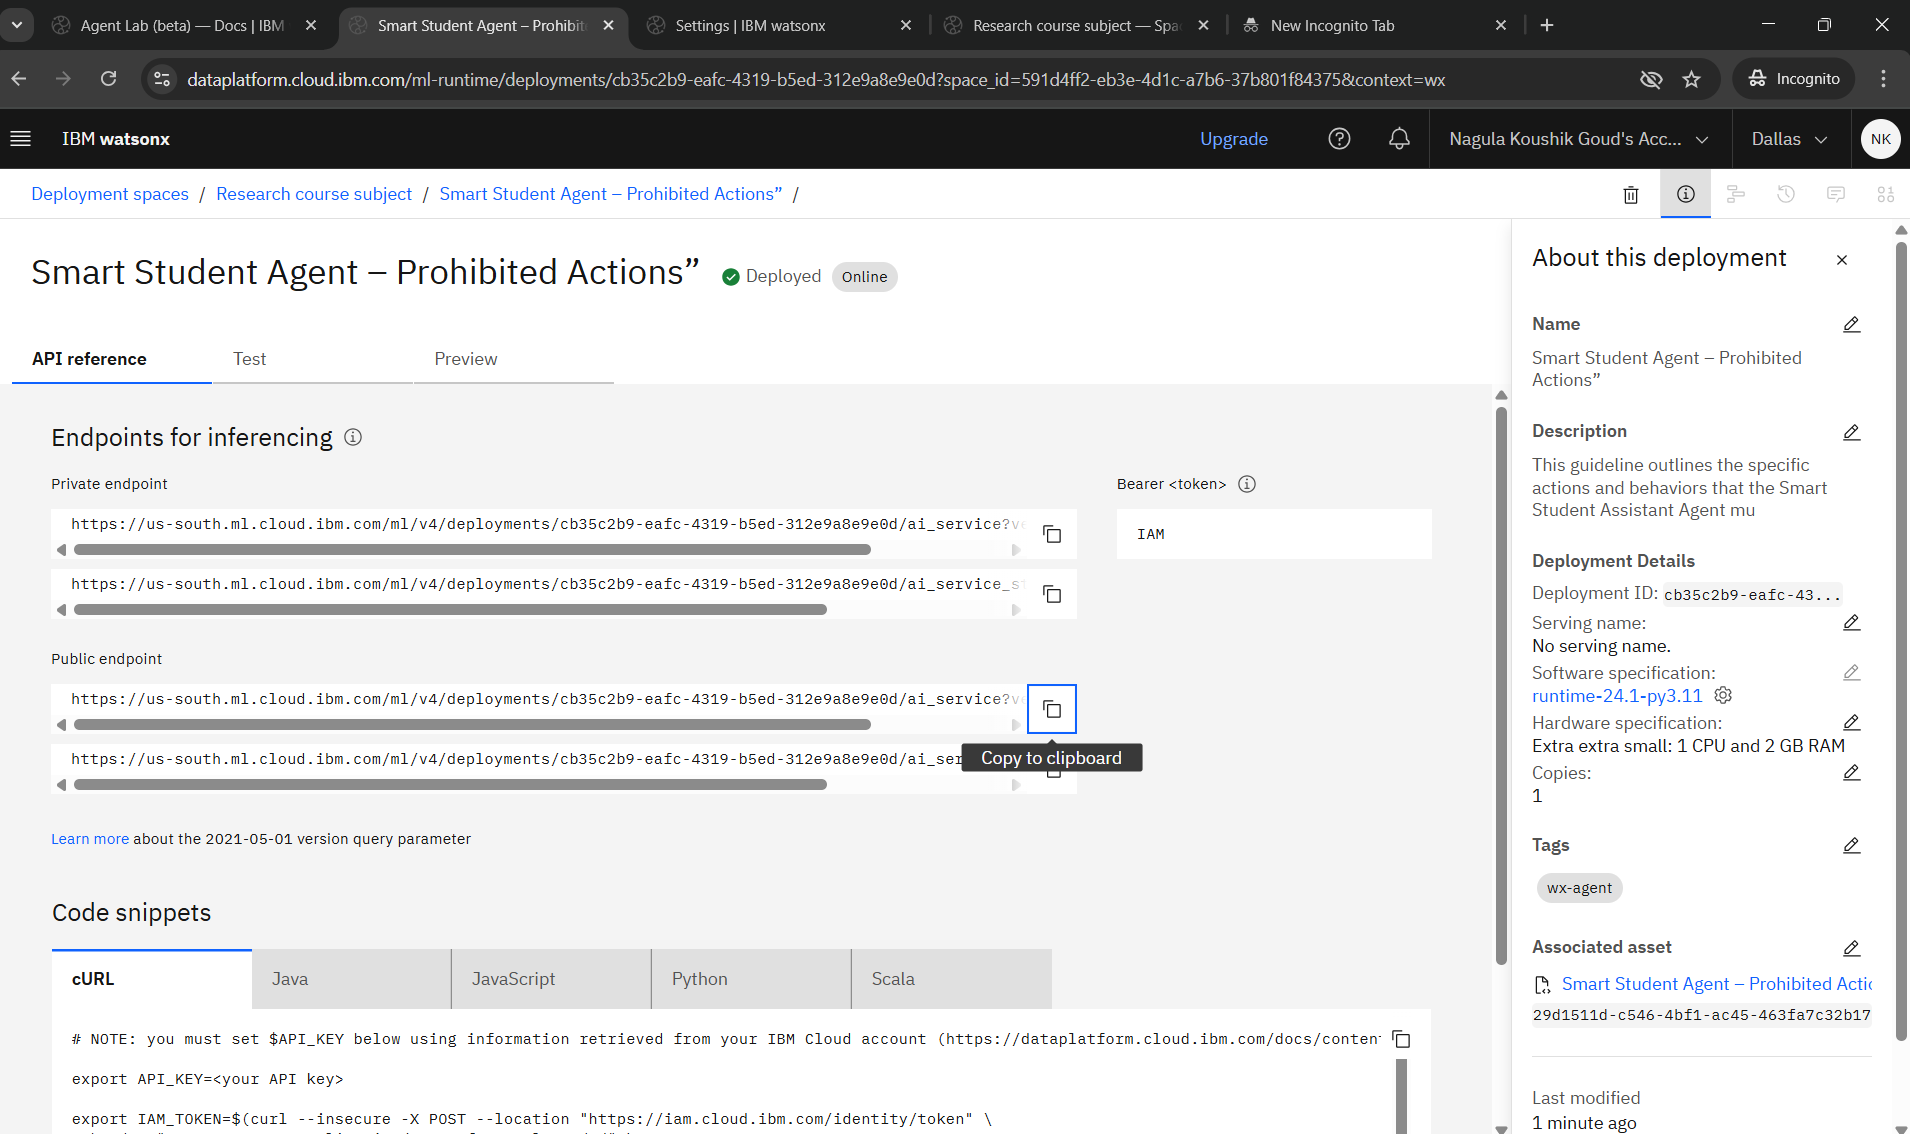 Agent Lab (beta) — Docs | IBM
Smart Student Agent – Prohibit
Settings | IBM watsonx
Research course subject — Spa
New Incognito Tab
dataplatform.cloud.ibm.com/ml-runtime/deployments/cb35c2b9-eafc-4319-b5ed-312e9a8e9e0d?space_id=591d4ff2-eb3e-4d1c-a7b6-37b801f84375&context=wx
Incognito
IBM watsonx
Upgrade
Nagula Koushik Goud's Acc...
Dallas
NK
Deployment spaces / Research course subject / Smart Student Agent – Prohibited Actions” /
Smart Student Agent – Prohibited Actions”
Deployed
Online
API reference
Test
Preview
Endpoints for inferencing
Private endpoint
https://us-south.ml.cloud.ibm.com/ml/v4/deployments/cb35c2b9-eafc-4319-b5ed-312e9a8e9e0d/ai_service?ve
https://us-south.ml.cloud.ibm.com/ml/v4/deployments/cb35c2b9-eafc-4319-b5ed-312e9a8e9e0d/ai_service_st
Bearer <token>
IAM
Public endpoint
https://us-south.ml.cloud.ibm.com/ml/v4/deployments/cb35c2b9-eafc-4319-b5ed-312e9a8e9e0d/ai_service?ve
https://us-south.ml.cloud.ibm.com/ml/v4/deployments/cb35c2b9-eafc-4319-b5ed-312e9a8e9e0d/ai_ser
Copy to clipboard
Learn more about the 2021-05-01 version query parameter
Code snippets
cURL
Java
JavaScript
Python
Scala
# NOTE: you must set $API_KEY below using information retrieved from your IBM Cloud account (https://dataplatform.cloud.ibm.com/docs/conten
export API_KEY=<your API key>
export IAM_TOKEN=$(curl --insecure -X POST --location "https://iam.cloud.ibm.com/identity/token" \
About this deployment
Name
Smart Student Agent – Prohibited
Actions”
Description
This guideline outlines the specific
actions and behaviors that the Smart
Student Assistant Agent mu
Deployment Details
Deployment ID: cb35c2b9-eafc-43...
Serving name:
No serving name.
Software specification:
runtime-24.1-py3.11
Hardware specification:
Extra extra small: 1 CPU and 2 GB RAM
Copies:
1
Tags
wx-agent
Associated asset
Smart Student Agent – Prohibited Actio
29d1511d-c546-4bf1-ac45-463fa7c32b17
Last modified
1 minute ago